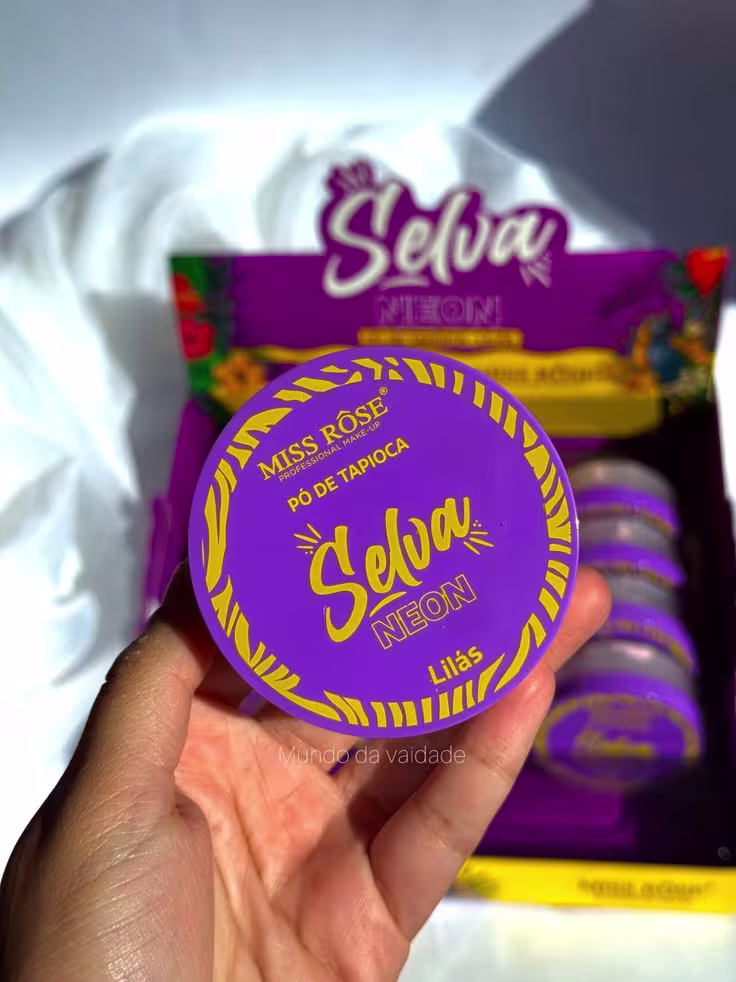 Selva
NEON
MISS RÔSE®
PROFESSIONAL MAKE-UP
PÓ DE TAPIOCA
Selva
NEON
Lilás
Mundo da vaidade